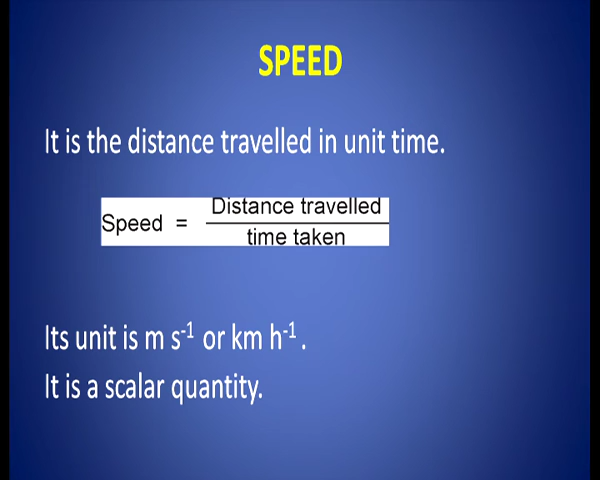 SPEED
It is the distance travelled in unit time.
Speed = Distance travelled
time taken
Its unit is m s⁻¹ or km h⁻¹ .
It is a scalar quantity.